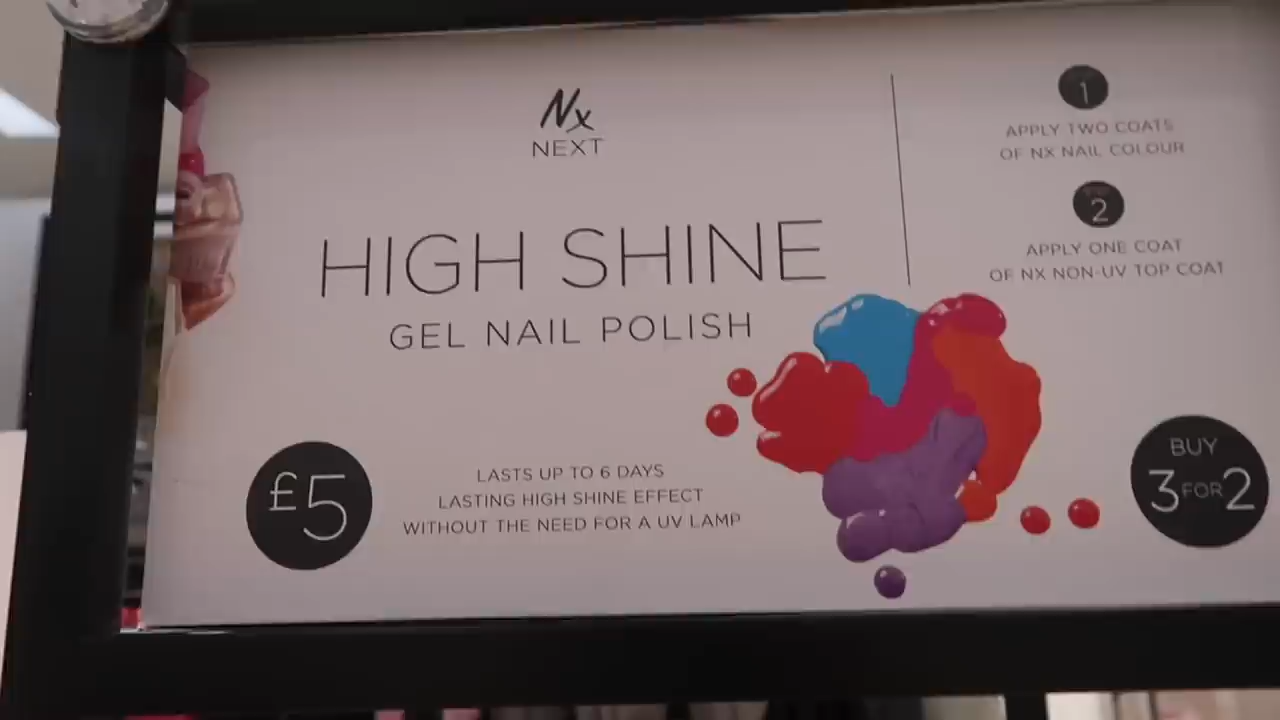 Nx
NEXT
HIGH SHINE
GEL NAIL POLISH
£5
LASTS UP TO 6 DAYS
LASTING HIGH SHINE EFFECT
WITHOUT THE NEED FOR A UV LAMP
1
APPLY TWO COATS
OF NX NAIL COLOUR
2
APPLY ONE COAT
OF NX NON-UV TOP COAT
BUY
3 FOR 2